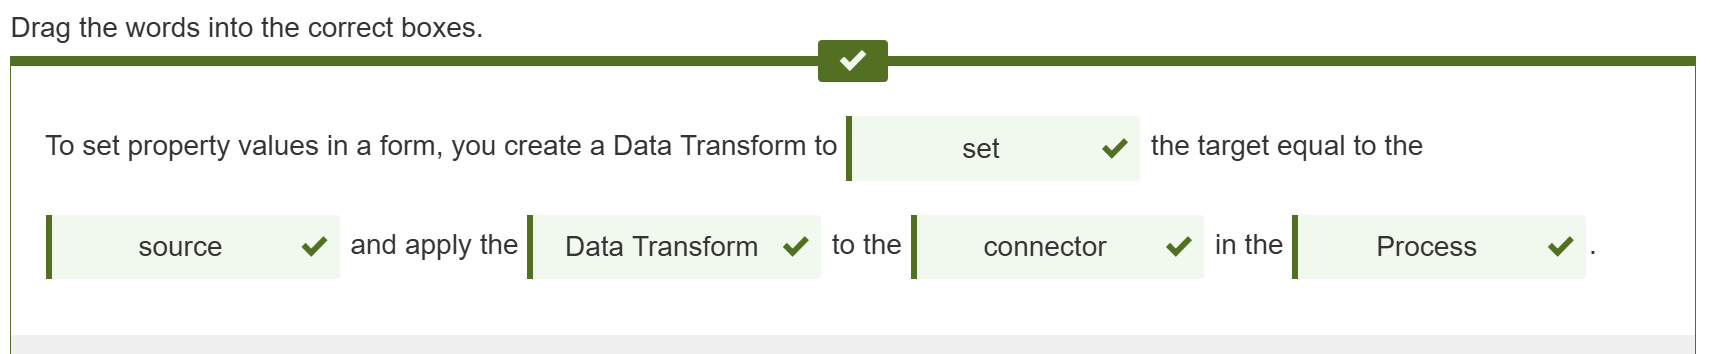 Drag the words into the correct boxes.
To set property values in a form, you create a Data Transform to set the target equal to the
source and apply the Data Transform to the connector in the Process .